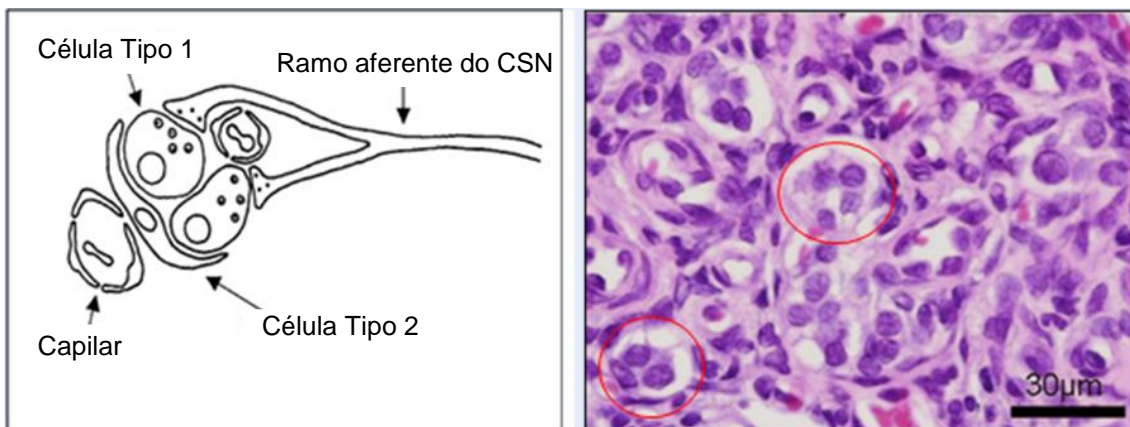 Célula Tipo 1
Ramo aferente do CSN
Célula Tipo 2
Capilar
30µm